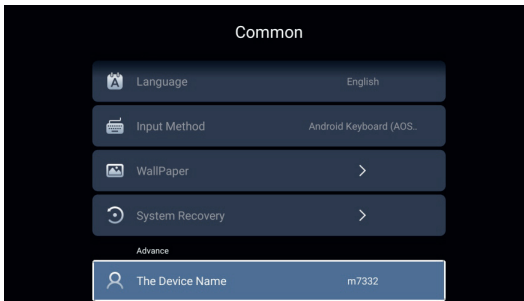 Common
Language English
Input Method Android Keyboard (AOS..
WallPaper
System Recovery
Advance
The Device Name m7332